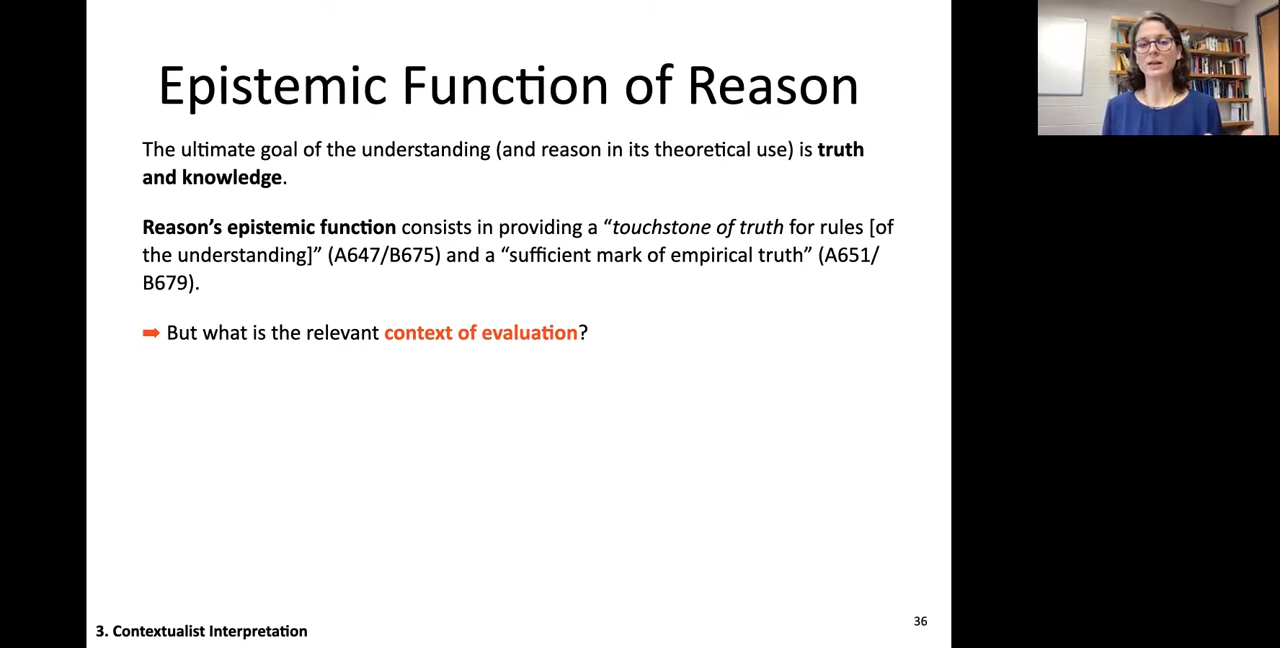 Epistemic Function of Reason
The ultimate goal of the understanding (and reason in its theoretical use) is truth
and knowledge.
Reason’s epistemic function consists in providing a “touchstone of truth for rules [of
the understanding]” (A647/B675) and a “sufficient mark of empirical truth” (A651/
B679).
➡ But what is the relevant context of evaluation?
36
3. Contextualist Interpretation